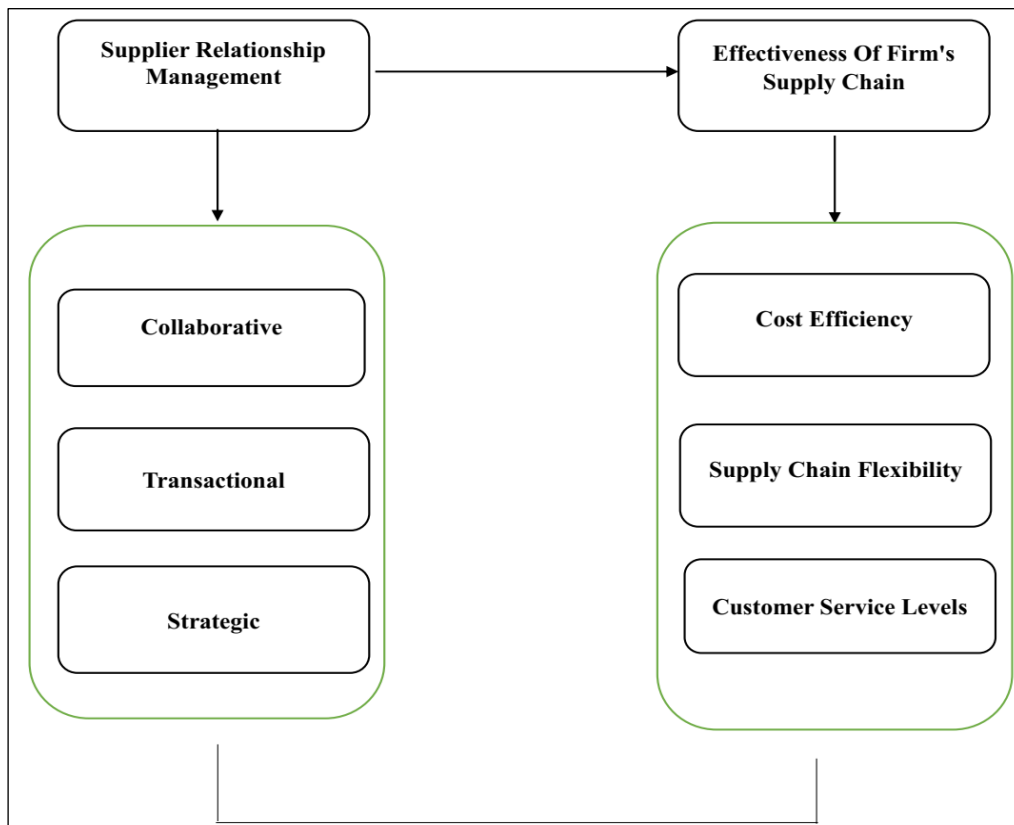 Supplier Relationship
Management
Effectiveness Of Firm's
Supply Chain
Collaborative
Transactional
Strategic
Cost Efficiency
Supply Chain Flexibility
Customer Service Levels